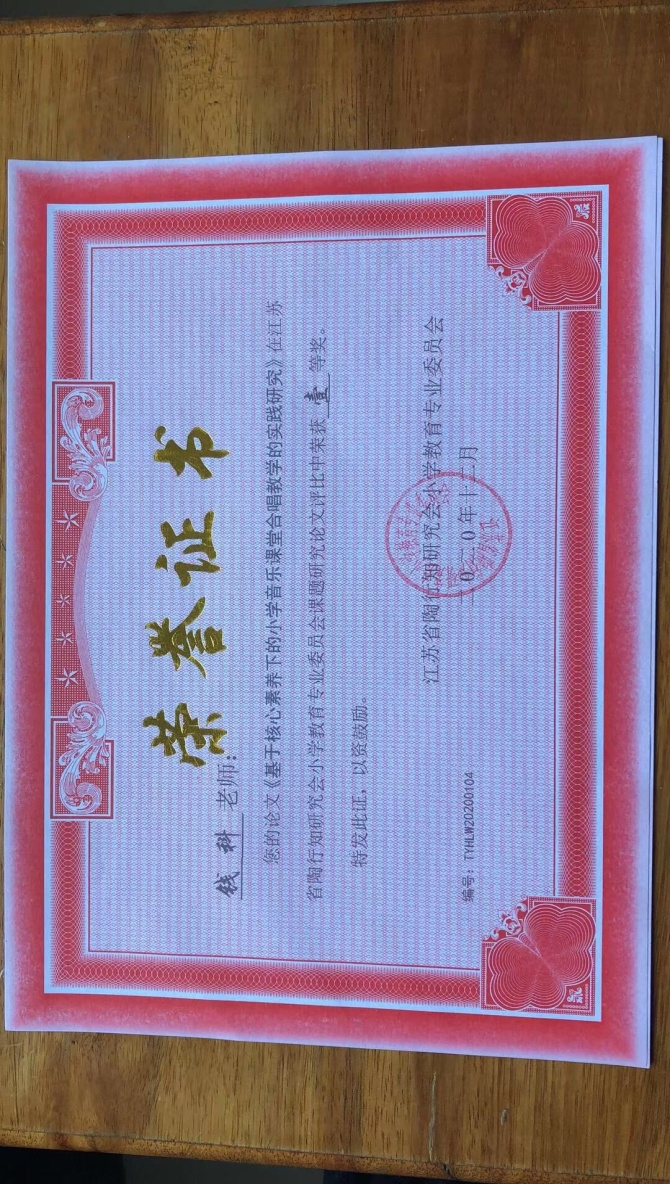 荣誉证书
钱科 老师：
您的论文《基于核心素养下的小学音乐课堂合唱教学的实践研究》在江苏
省陶行知研究会小学教育专业委员会课题研究论文评比中荣获 壹 等奖。
特发此证，以资鼓励。
江苏省陶行知研究会小学教育专业委员会
二0二0年十二月
编号：TYHLW20200104